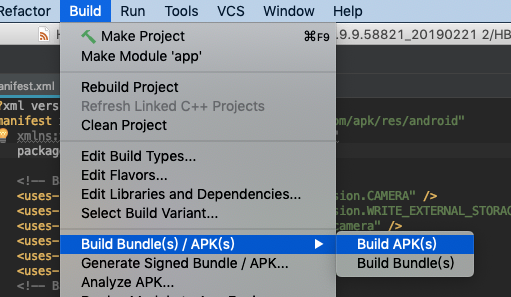 Refactor Build Run Tools VCS Window Help
Make Project ⌘F9
.9.9.58821_20190221 2/HB
Make Module 'app'
anifest.xml
Rebuild Project
?xml vers
Refresh Linked C++ Projects
manifest
om/apk/res/android"
Clean Project
xmlns:
packag
Edit Build Types...
Edit Flavors...
<!-- B
Edit Libraries and Dependencies...
<uses-
sion.CAMERA" />
Select Build Variant...
<uses-
sion.WRITE_EXTERNAL_STORAG
<uses-
camera" />
Build Bundle(s) / APK(s)
Build APK(s)
Generate Signed Bundle / APK...
Build Bundle(s)
<!-- B
Analyze APK...
<uses-